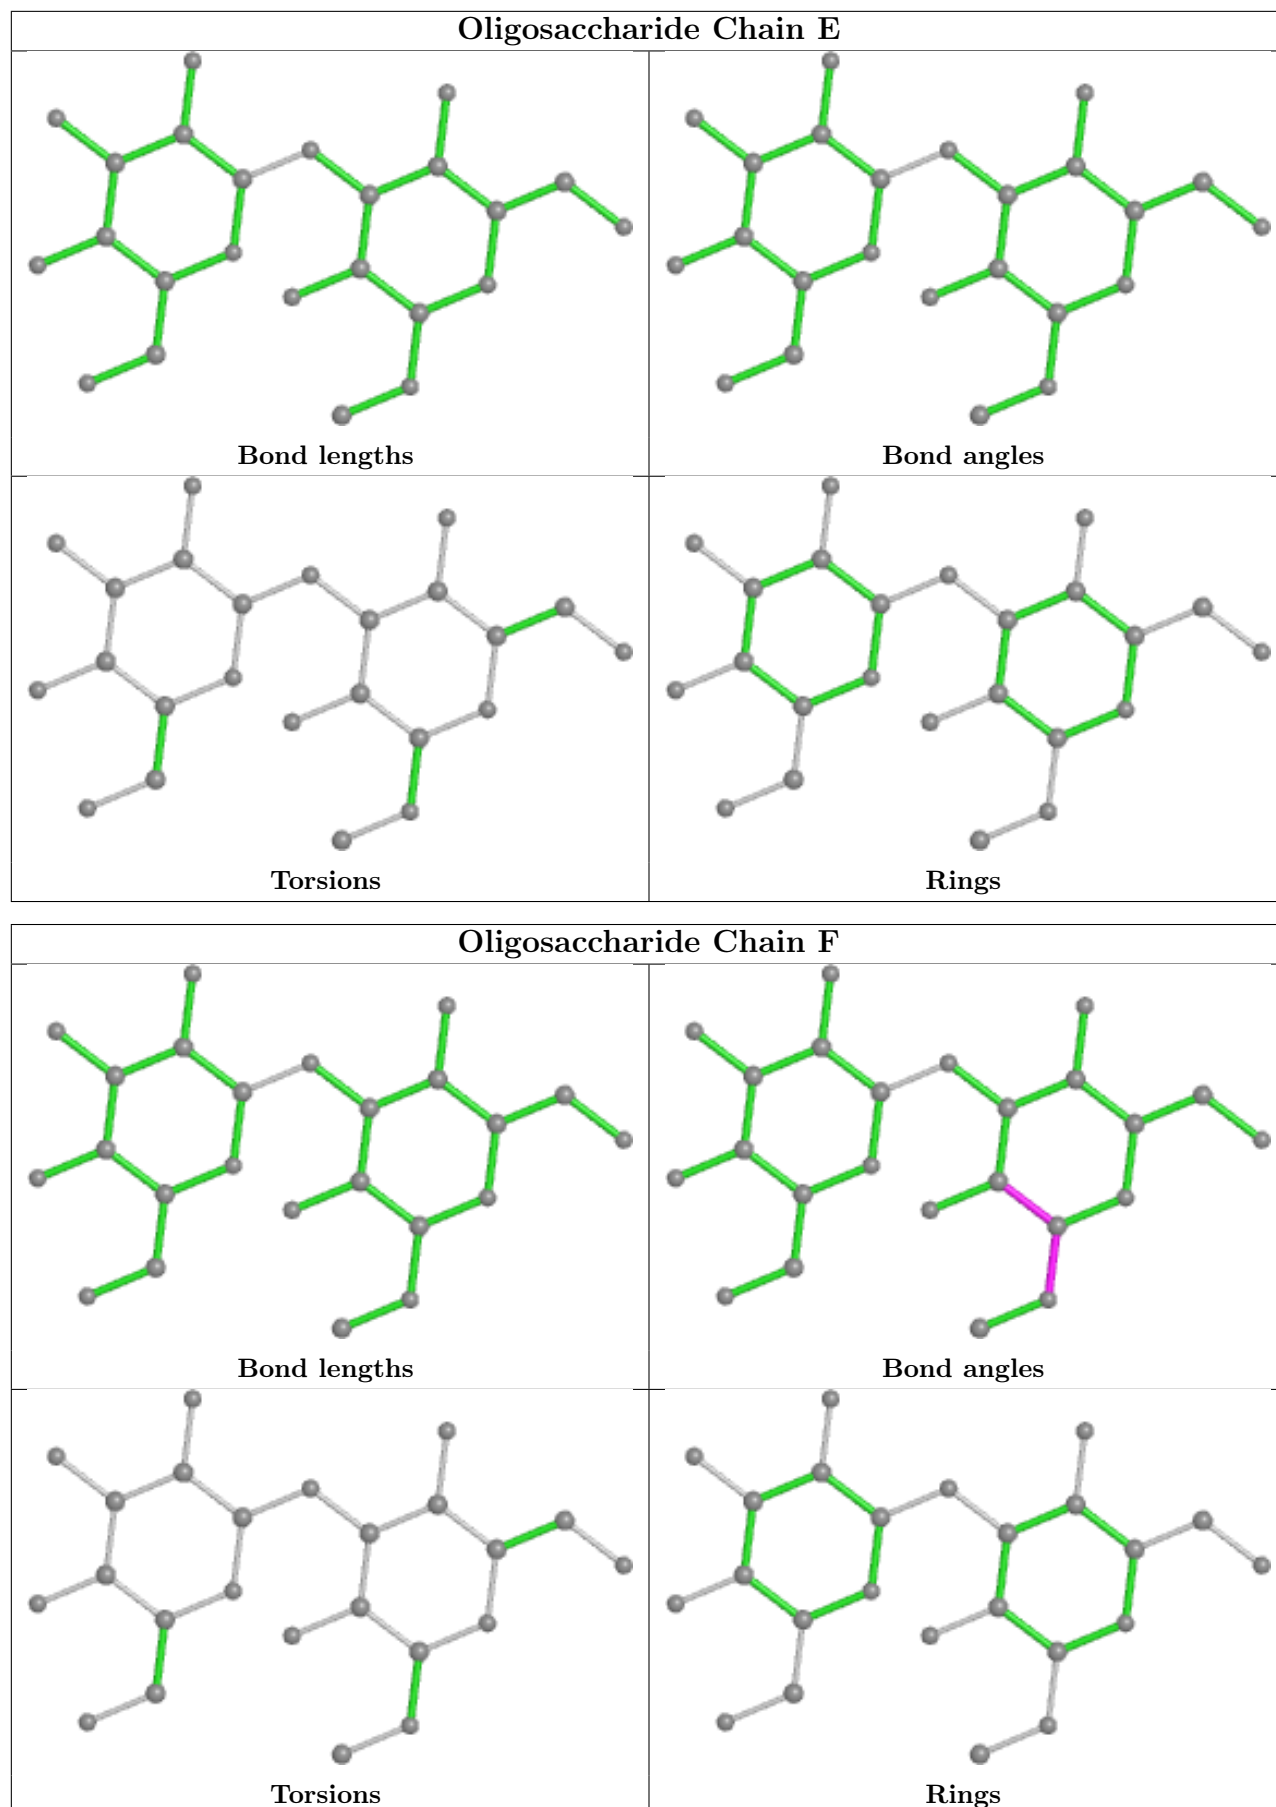 Oligosaccharide Chain E
Bond lengths
Bond angles
Torsions
Rings
Oligosaccharide Chain F
Bond lengths
Bond angles
Torsions
Rings